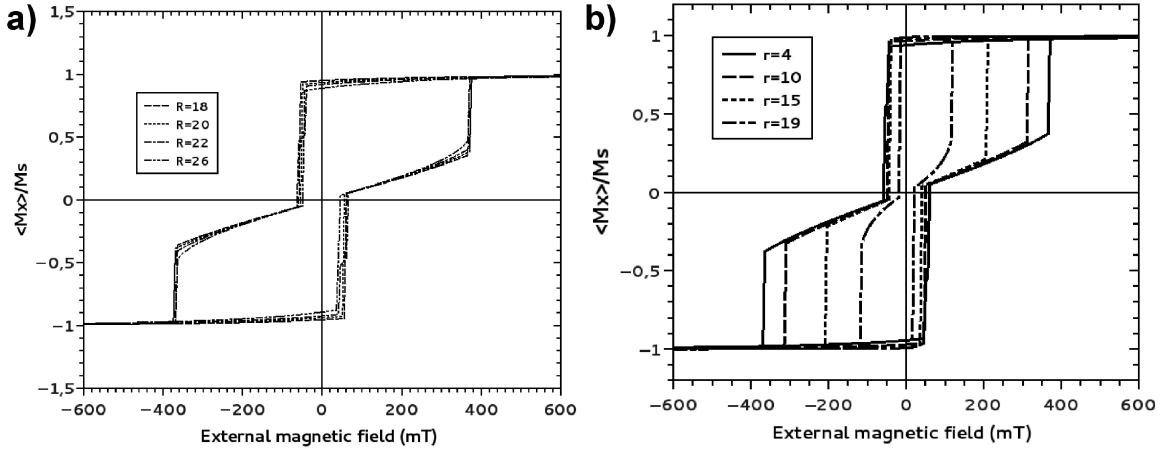 a)
1,5
1
0,5
0
−0,5
−1
−1,5
<Mx>/Ms
R=18
R=20
R=22
R=26
−600 −400 −200 0 200 400 600
External magnetic field (mT)
b)
1
0,5
0
−0,5
−1
<Mx>/Ms
r=4
r=10
r=15
r=19
−600 −400 −200 0 200 400 600
External magnetic field (mT)